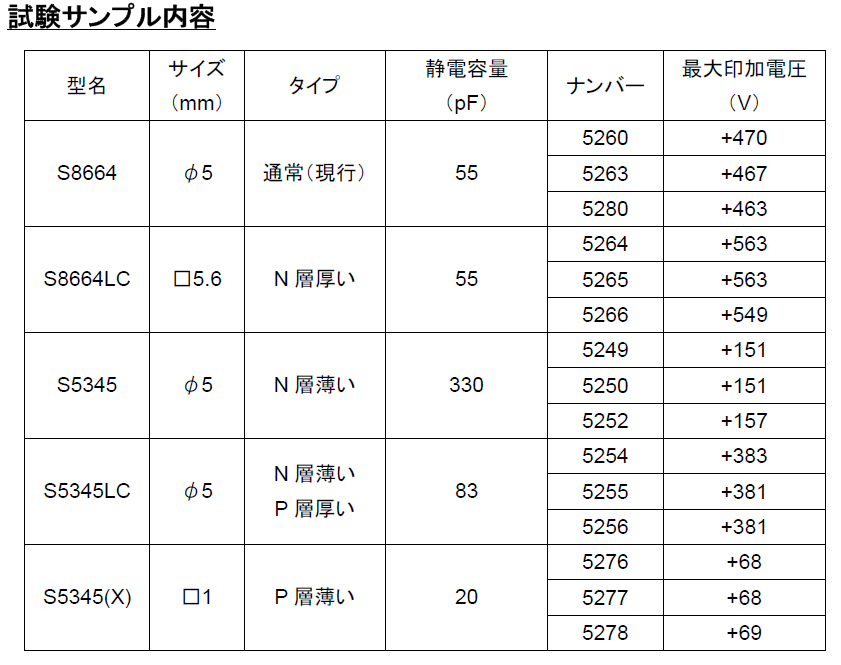 試験サンプル内容
型名 サイズ（mm） タイプ 静電容量（pF） ナンバー 最大印加電圧（V）
S8664 φ5 通常（現行） 55 5260 +470
5263 +467
5280 +463
S8664LC □5.6 N 層厚い 55 5264 +563
5265 +563
5266 +549
S5345 φ5 N 層薄い 330 5249 +151
5250 +151
5252 +157
S5345LC φ5 N 層薄い P 層厚い 83 5254 +383
5255 +381
5256 +381
S5345(X) □1 P 層薄い 20 5276 +68
5277 +68
5278 +69